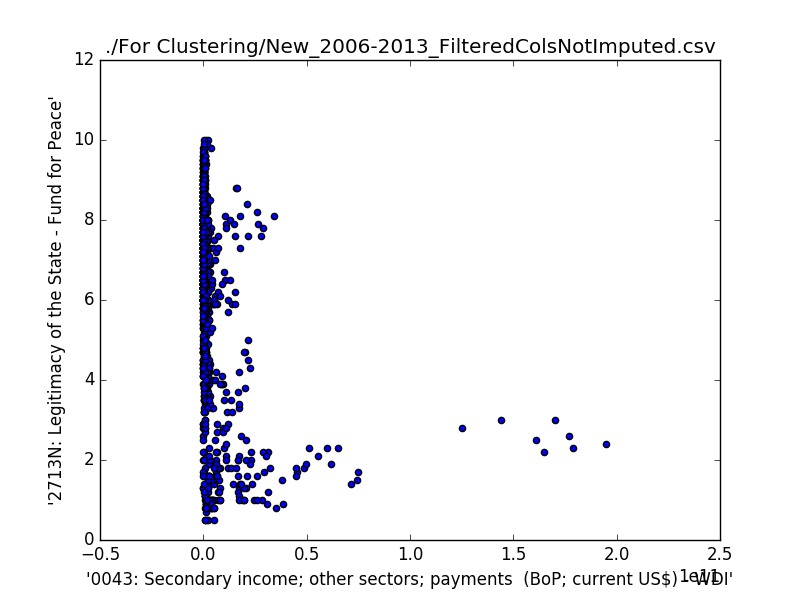 ./For Clustering/New_2006-2013_FilteredColsNotImputed.csv
12
10
8
6
4
2
0
'2713N: Legitimacy of the State - Fund for Peace'
−0.5 0.0 0.5 1.0 1.5 2.0 2.5
1e11
'0043: Secondary income; other sectors; payments (BoP; current US$) - WDI'